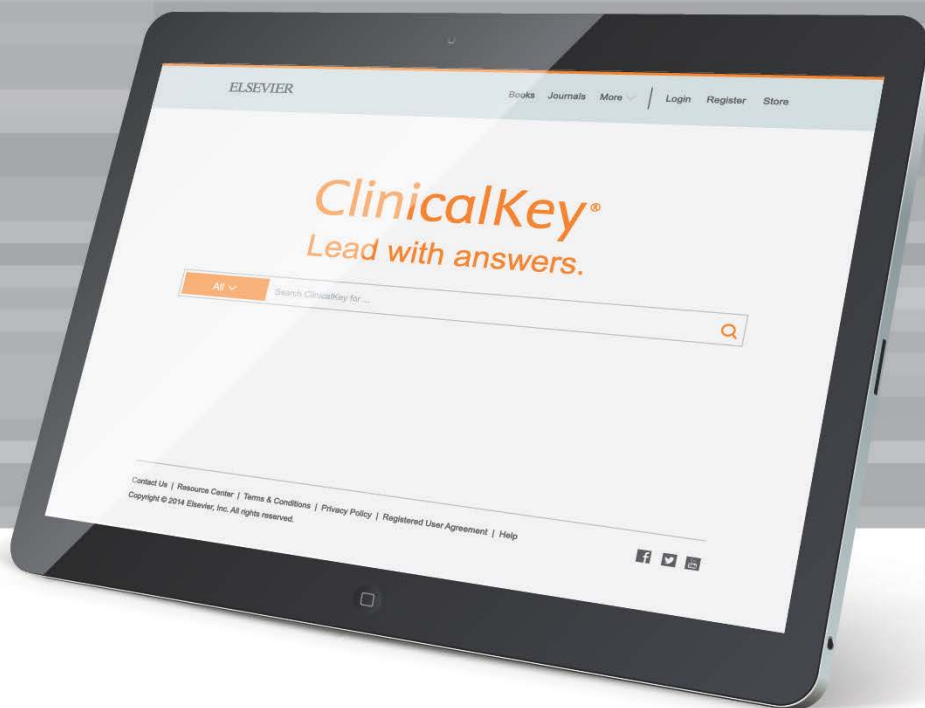 ELSEVIER
Books Journals More Login Register Store
ClinicalKey®
Lead with answers.
All Search ClinicalKey for ...
Contact Us | Resource Center | Terms & Conditions | Privacy Policy | Registered User Agreement | Help
Copyright © 2014 Elsevier, Inc. All rights reserved.